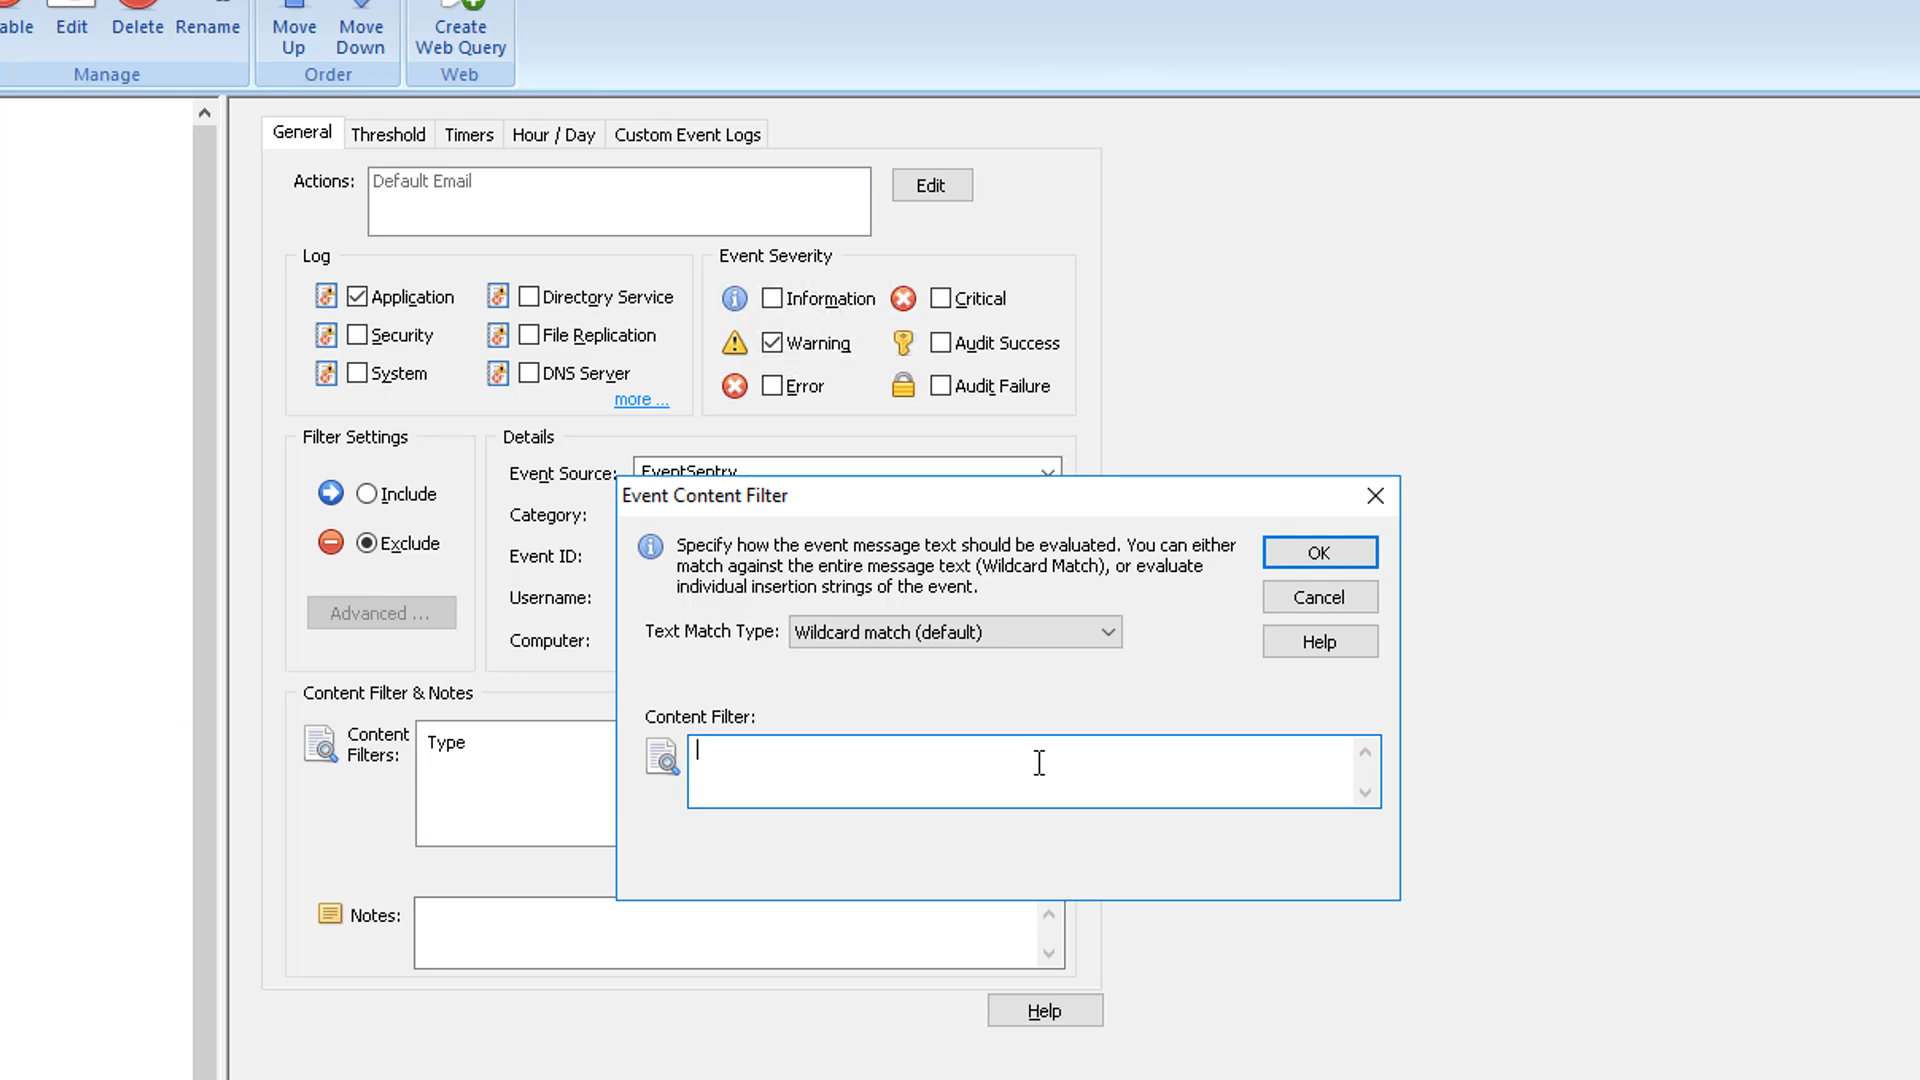 able Edit Delete Rename
Move Up
Move Down
Create Web Query
Manage
Order
Web
General Threshold Timers Hour / Day Custom Event Logs
Actions: Default Email Edit
Log
Event Severity
Application Directory Service
Information Critical
Security File Replication
Warning Audit Success
System DNS Server
Error Audit Failure
more ...
Filter Settings
Details
Event Source: EventSentry
Include
Category:
Exclude
Event ID:
Username:
Advanced ...
Computer:
Event Content Filter
Specify how the event message text should be evaluated. You can either
match against the entire message text (Wildcard Match), or evaluate
individual insertion strings of the event.
OK
Cancel
Help
Text Match Type: Wildcard match (default)
Content Filter:
Content Filter & Notes
Content
Filters:
Type
Notes:
Help